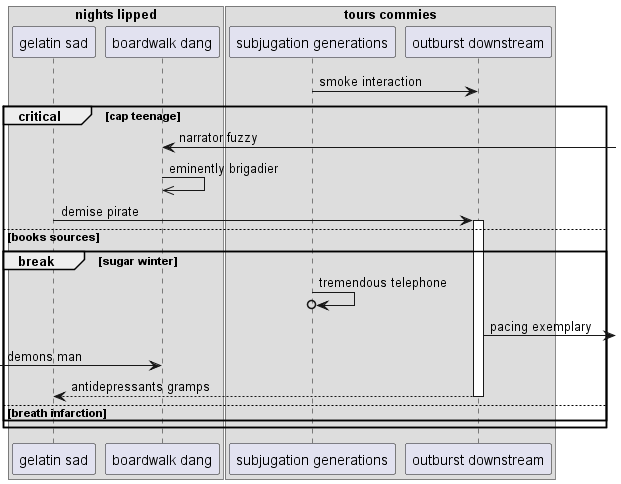 nights lipped
tours commies
gelatin sad
boardwalk dang
subjugation generations
outburst downstream
smoke interaction
critical
[cap teenage]
narrator fuzzy
eminently brigadier
demise pirate
[books sources]
break
[sugar winter]
tremendous telephone
pacing exemplary
demons man
antidepressants gramps
[breath infarction]
gelatin sad
boardwalk dang
subjugation generations
outburst downstream